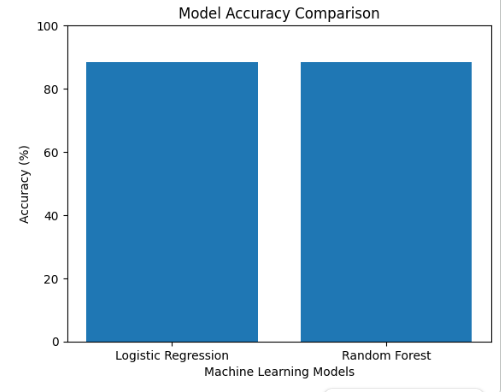 Model Accuracy Comparison
Accuracy (%)
100
80
60
40
20
0
Logistic Regression
Random Forest
Machine Learning Models